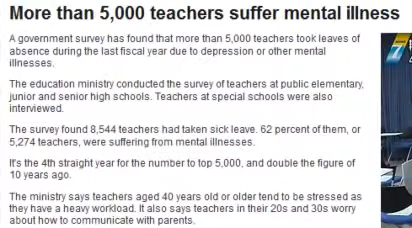 More than 5,000 teachers suffer mental illness
A government survey has found that more than 5,000 teachers took leaves of
absence during the last fiscal year due to depression or other mental
illnesses.
The education ministry conducted the survey of teachers at public elementary,
junior and senior high schools. Teachers at special schools were also
interviewed.
The survey found 8,544 teachers had taken sick leave. 62 percent of them, or
5,274 teachers, were suffering from mental illnesses.
It's the 4th straight year for the number to top 5,000, and double the figure of
10 years ago.
The ministry says teachers aged 40 years old or older tend to be stressed as
they have a heavy workload. It also says teachers in their 20s and 30s worry
about how to communicate with parents.
7